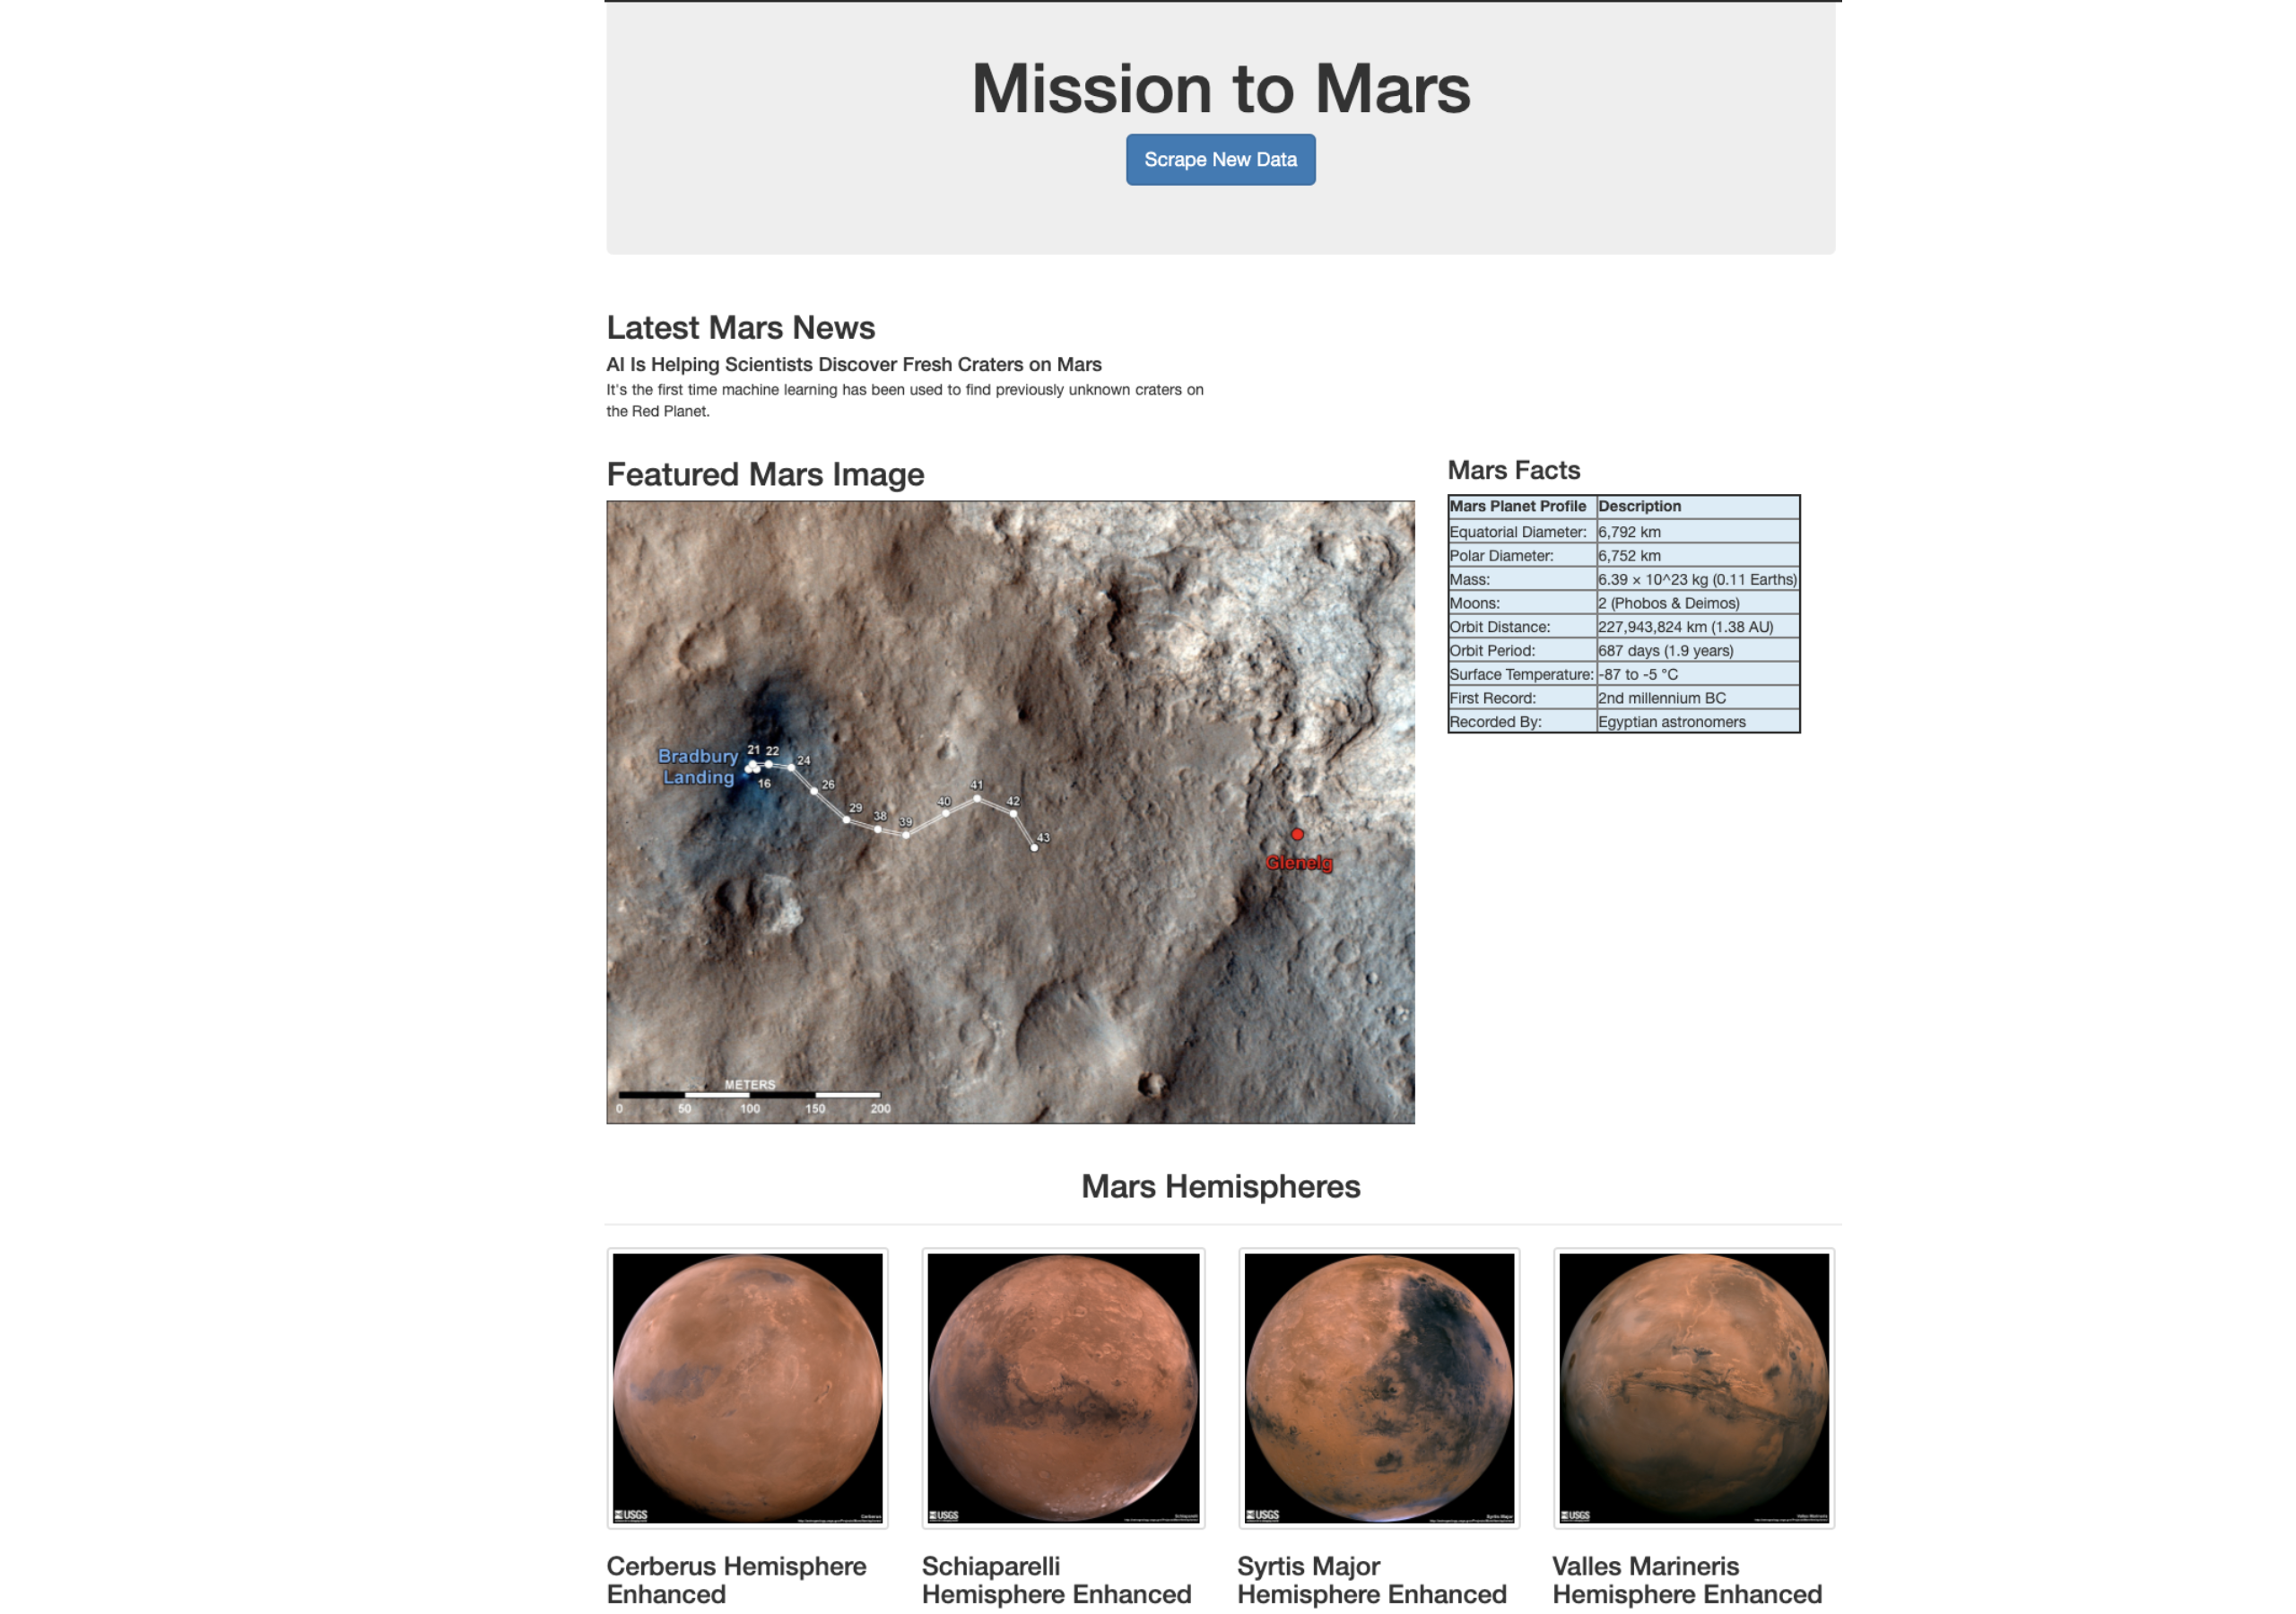 Mission to Mars
Scrape New Data
Latest Mars News
AI Is Helping Scientists Discover Fresh Craters on Mars
It's the first time machine learning has been used to find previously unknown craters on
the Red Planet.
Featured Mars Image
Bradbury
Landing
21 22
24
16
26
29
38
39
40
41
42
43
Glenelg
METERS
0 50 100 150 200
Mars Facts
Mars Planet Profile Description
Equatorial Diameter: 6,792 km
Polar Diameter: 6,752 km
Mass: 6.39 × 10^23 kg (0.11 Earths)
Moons: 2 (Phobos & Deimos)
Orbit Distance: 227,943,824 km (1.38 AU)
Orbit Period: 687 days (1.9 years)
Surface Temperature: -87 to -5 °C
First Record: 2nd millennium BC
Recorded By: Egyptian astronomers
Mars Hemispheres
USGS
Cerberus
USGS
Schiaparelli
USGS
Syrtis Major
USGS
Valles Marineris
Cerberus Hemisphere
Enhanced
Schiaparelli
Hemisphere Enhanced
Syrtis Major
Hemisphere Enhanced
Valles Marineris
Hemisphere Enhanced